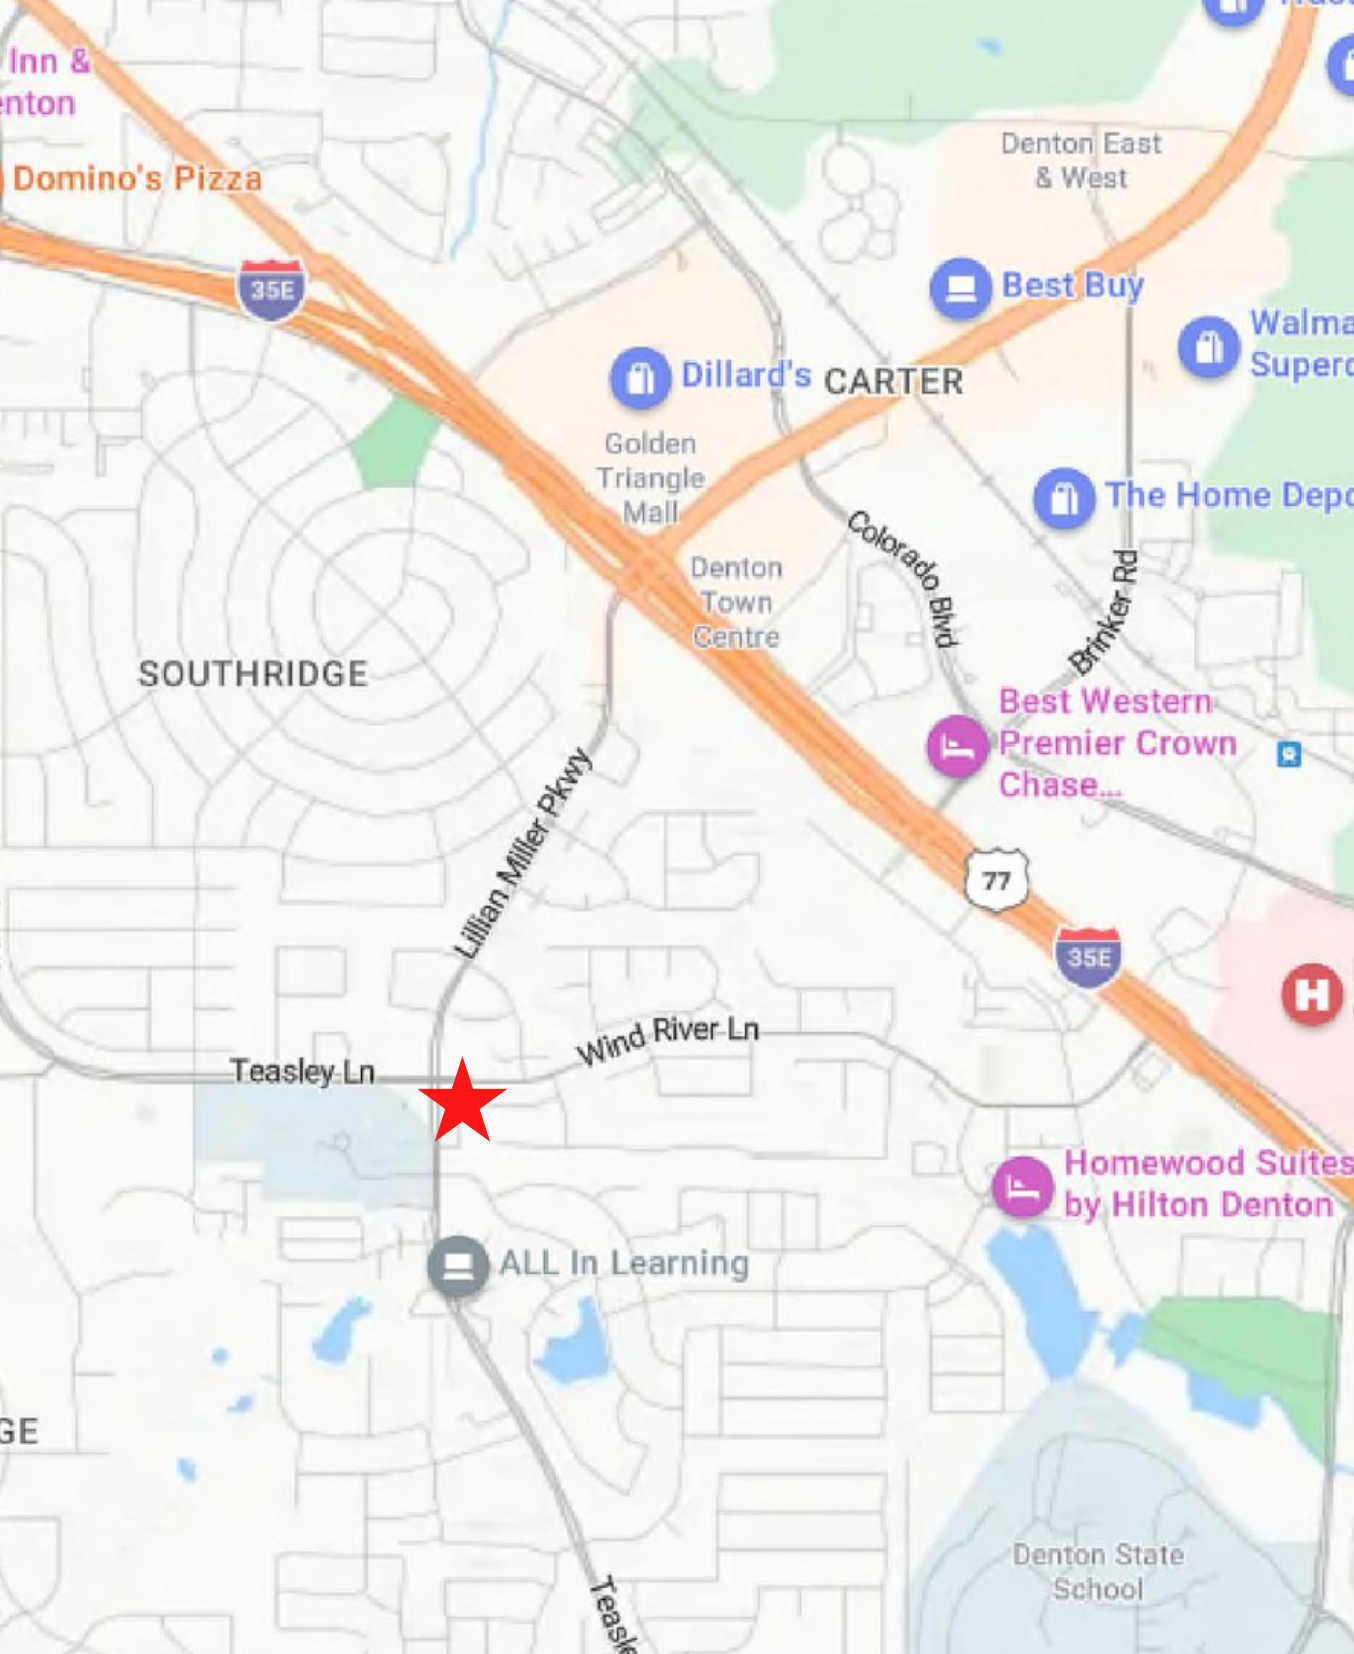 Inn &
enton
Domino's Pizza
35E
Denton East
& West
Best Buy
Walma
Superc
Dillard's
CARTER
Golden
Triangle
Mall
The Home Depo
Colorado Blvd
Denton
Town
Centre
Brinker Rd
SOUTHRIDGE
Best Western
Premier Crown
Chase...
Lillian Miller Pkwy
77
35E
H
Wind River Ln
Teasley Ln
Homewood Suites
by Hilton Denton
ALL In Learning
GE
Denton State
School
Teasle